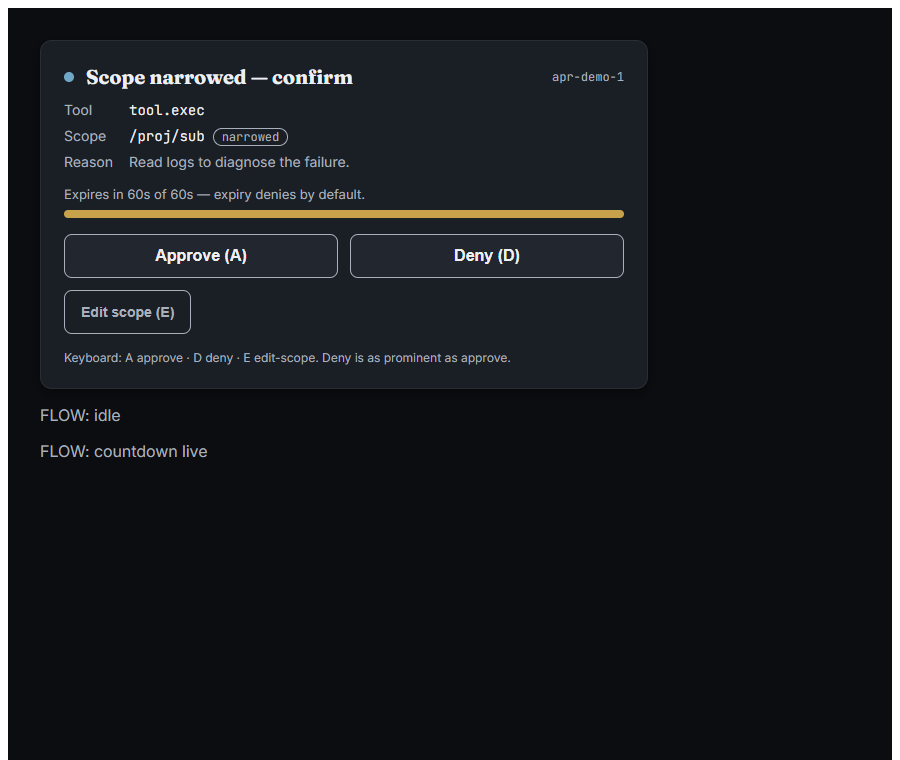 Scope narrowed — confirm apr-demo-1
Tool tool.exec
Scope /proj/sub narrowed
Reason Read logs to diagnose the failure.
Expires in 60s of 60s — expiry denies by default.
Approve (A) Deny (D)
Edit scope (E)
Keyboard: A approve · D deny · E edit-scope. Deny is as prominent as approve.
FLOW: idle
FLOW: countdown live